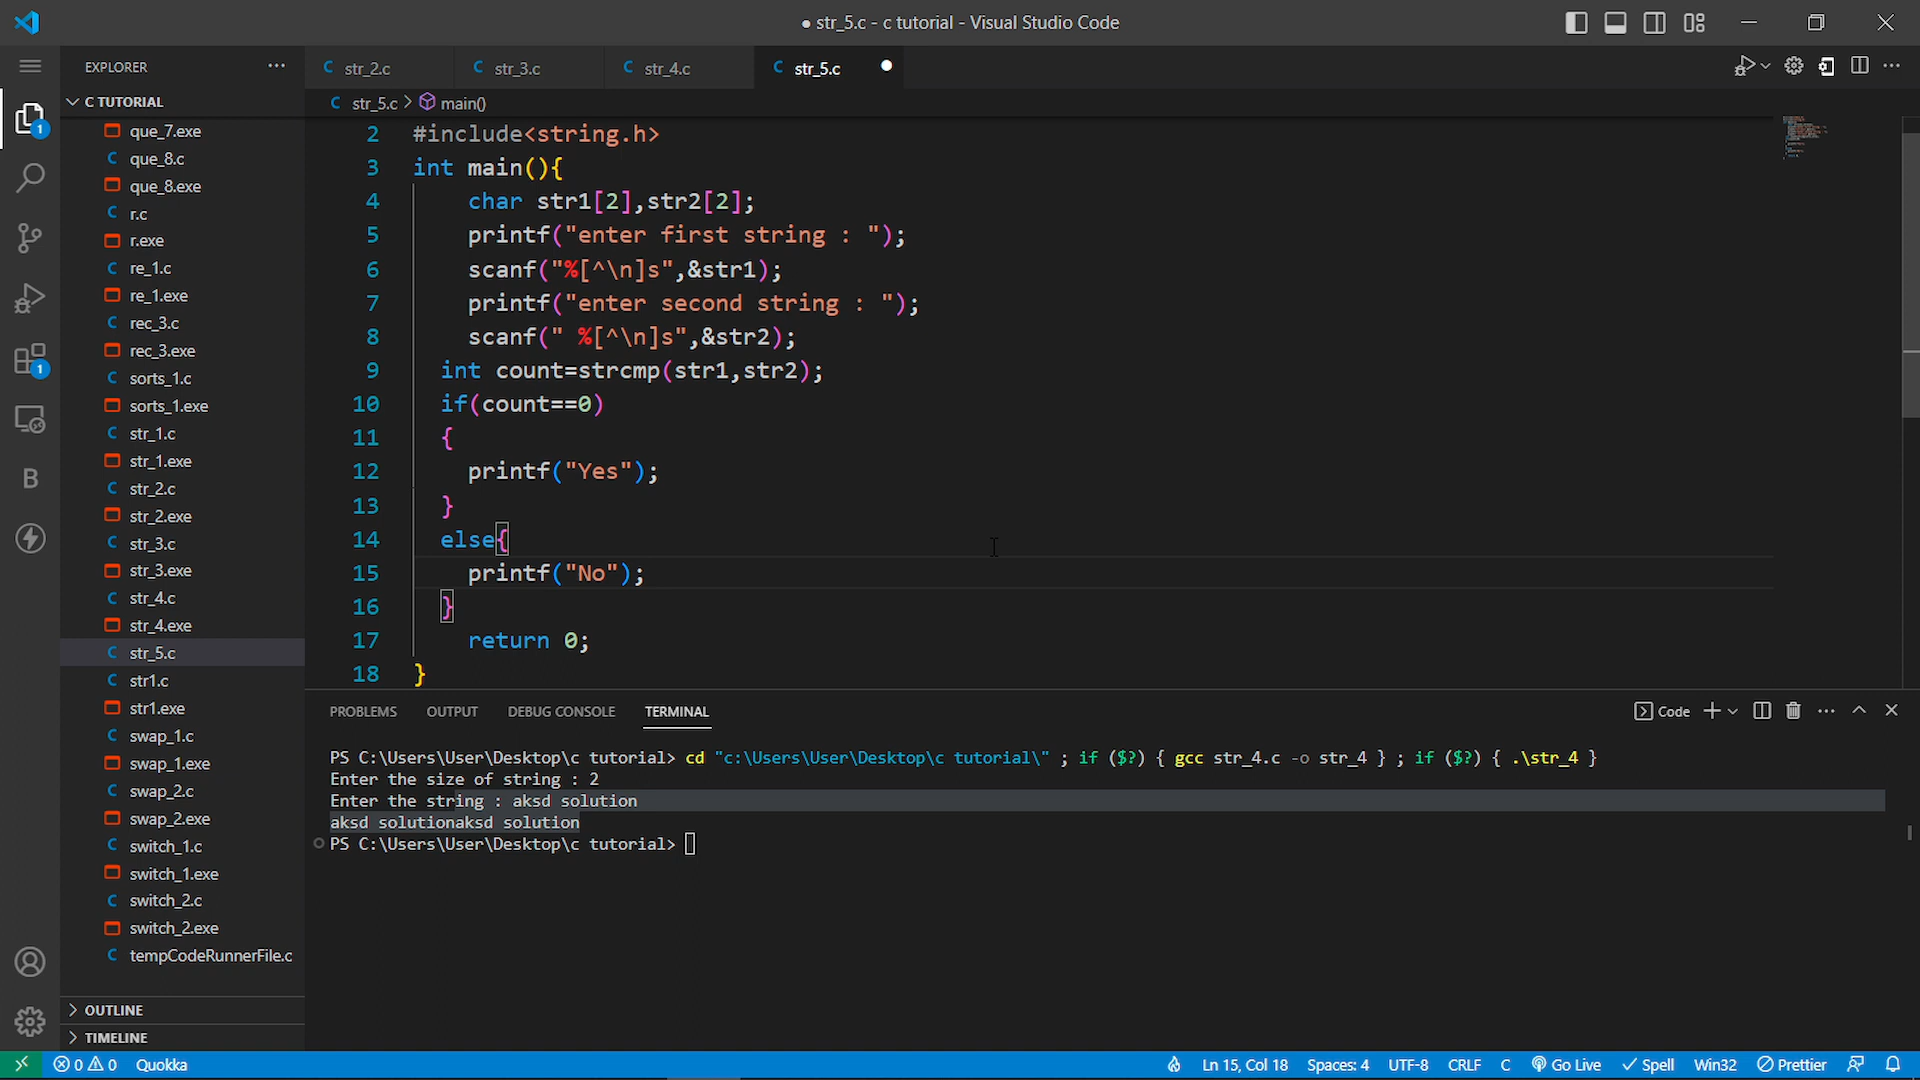 ● str_5.c - c tutorial - Visual Studio Code
EXPLORER
C str_2.c
C str_3.c
C str_4.c
C str_5.c
C TUTORIAL
C str_5.c > main()
que_7.exe
C que_8.c
que_8.exe
C r.c
r.exe
C re_1.c
re_1.exe
C rec_3.c
rec_3.exe
C sorts_1.c
sorts_1.exe
C str_1.c
str_1.exe
C str_2.c
str_2.exe
C str_3.c
str_3.exe
C str_4.c
str_4.exe
C str_5.c
C str1.c
str1.exe
C swap_1.c
swap_1.exe
C swap_2.c
swap_2.exe
C switch_1.c
switch_1.exe
C switch_2.c
switch_2.exe
C tempCodeRunnerFile.c
OUTLINE
TIMELINE
1
1
B
2 #include<string.h>
3 int main(){
4 char str1[2],str2[2];
5 printf("enter first string : ");
6 scanf("%[^\n]s",&str1);
7 printf("enter second string : ");
8 scanf(" %[^\n]s",&str2);
9 int count=strcmp(str1,str2);
10 if(count==0)
11 {
12 printf("Yes");
13 }
14 else{
15 printf("No");
16 }
17 return 0;
18 }
PROBLEMS OUTPUT DEBUG CONSOLE TERMINAL
Code
PS C:\Users\User\Desktop\c tutorial> cd "c:\Users\User\Desktop\c tutorial\" ; if ($?) { gcc str_4.c -o str_4 } ; if ($?) { .\str_4 }
Enter the size of string : 2
Enter the string : aksd solution
aksd solutionaksd solution
PS C:\Users\User\Desktop\c tutorial>
0 0 Quokka
Ln 15, Col 18 Spaces: 4 UTF-8 CRLF C Go Live Spell Win32 Prettier